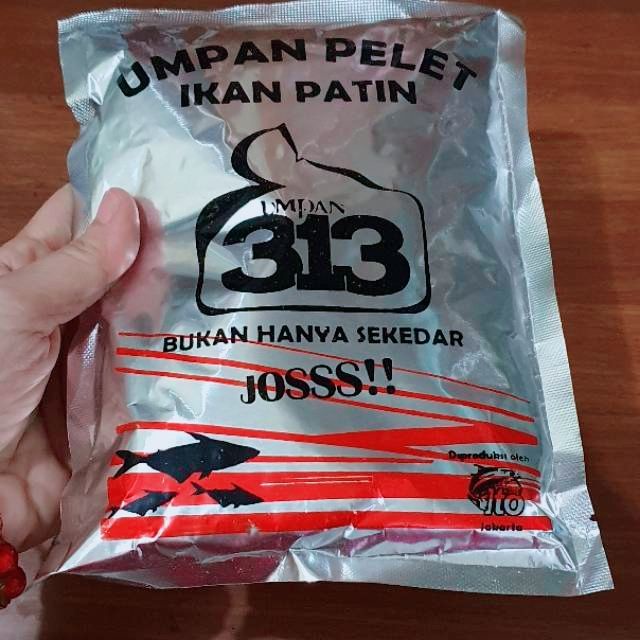 UMPAN PELET
IKAN PATIN
UMPAN
313
BUKAN HANYA SEKEDAR
JOSSS!!
Diproduksi oleh
Jakarta